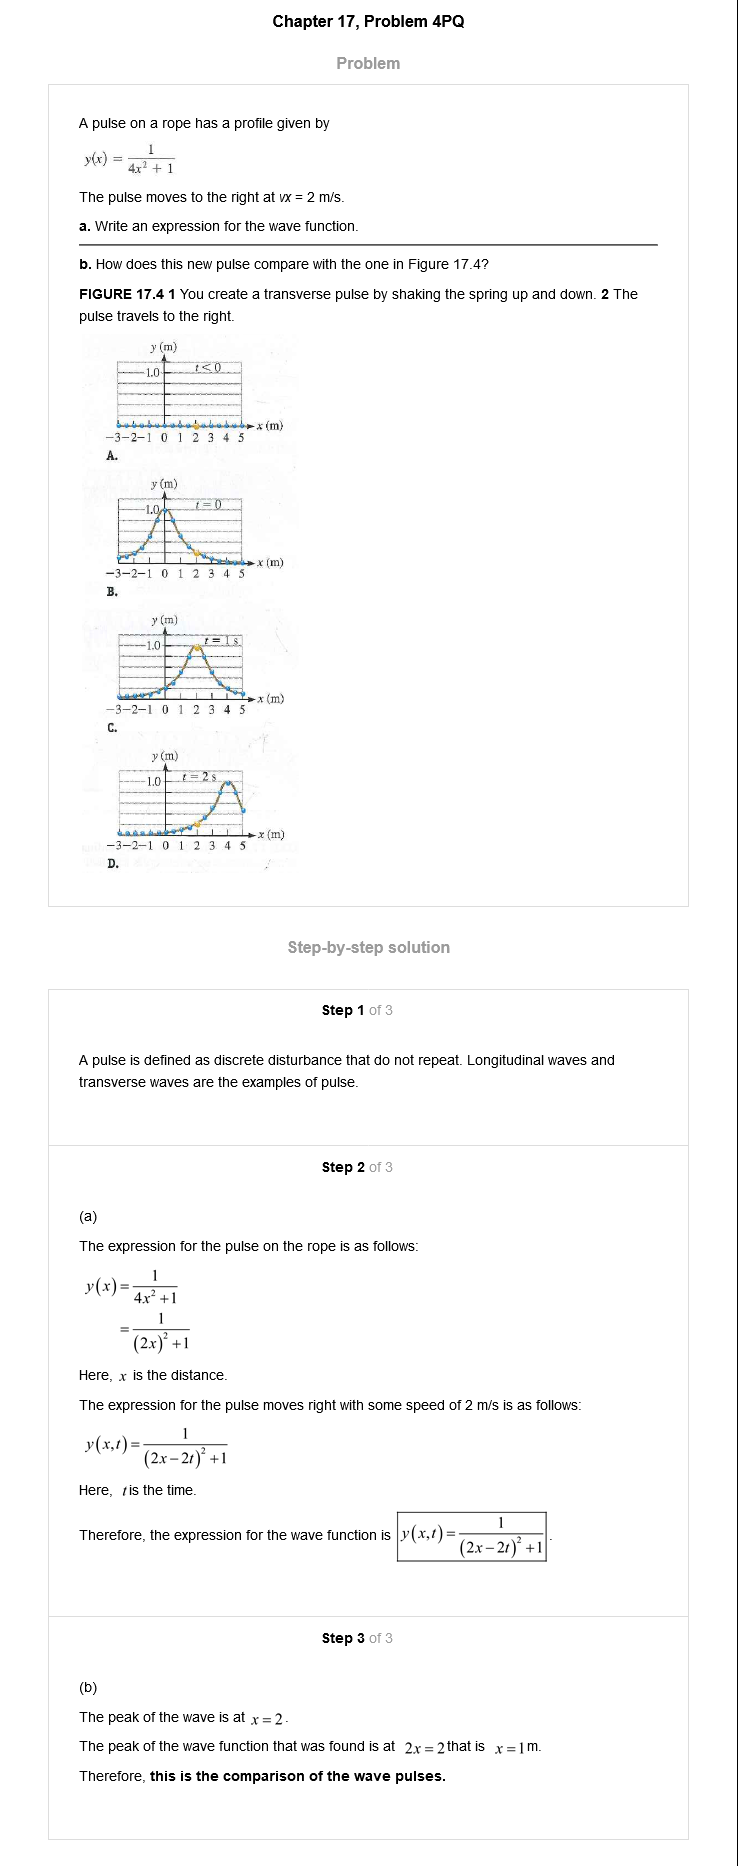 Chapter 17, Problem 4PQ
Problem
A pulse on a rope has a profile given by
y(x) = 1/(4x² + 1)
The pulse moves to the right at vx = 2 m/s.
a. Write an expression for the wave function.
b. How does this new pulse compare with the one in Figure 17.4?
FIGURE 17.4 1 You create a transverse pulse by shaking the spring up and down. 2 The
pulse travels to the right.
y (m)
1.0 t < 0
x (m)
−3−2−1 0 1 2 3 4 5
A.
y (m)
1.0 t = 0
x (m)
−3−2−1 0 1 2 3 4 5
B.
y (m)
1.0 t = 1 s
x (m)
−3−2−1 0 1 2 3 4 5
C.
y (m)
1.0 t = 2 s
x (m)
−3−2−1 0 1 2 3 4 5
D.
Step-by-step solution
Step 1 of 3
A pulse is defined as discrete disturbance that do not repeat. Longitudinal waves and
transverse waves are the examples of pulse.
Step 2 of 3
(a)
The expression for the pulse on the rope is as follows:
y(x) = 1/(4x² + 1)
= 1/((2x)² + 1)
Here, x is the distance.
The expression for the pulse moves right with some speed of 2 m/s is as follows:
y(x,t) = 1/((2x − 2t)² + 1)
Here, t is the time.
Therefore, the expression for the wave function is y(x,t) = 1/((2x − 2t)² + 1).
Step 3 of 3
(b)
The peak of the wave is at x = 2.
The peak of the wave function that was found is at 2x = 2 that is x = 1 m.
Therefore, this is the comparison of the wave pulses.